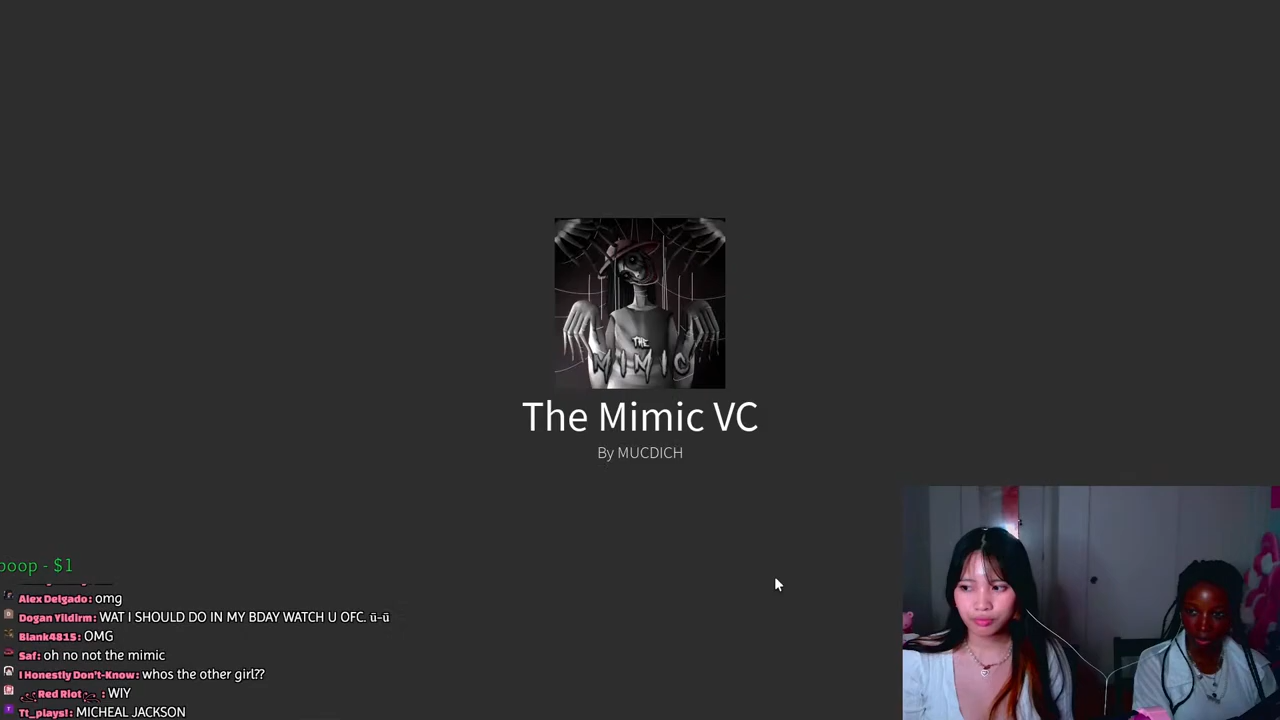 THE
MIMIC
The Mimic VC
By MUCDICH
poop - $1
Alex Delgado: omg
Dogan Yildirm: WAT I SHOULD DO IN MY BDAY WATCH U OFC. ū-ū
Blank4815: OMG
Saf: oh no not the mimic
I Honestly Don't-Know: whos the other girl??
Red Riot : WIY
Tt_plays!: MICHEAL JACKSON